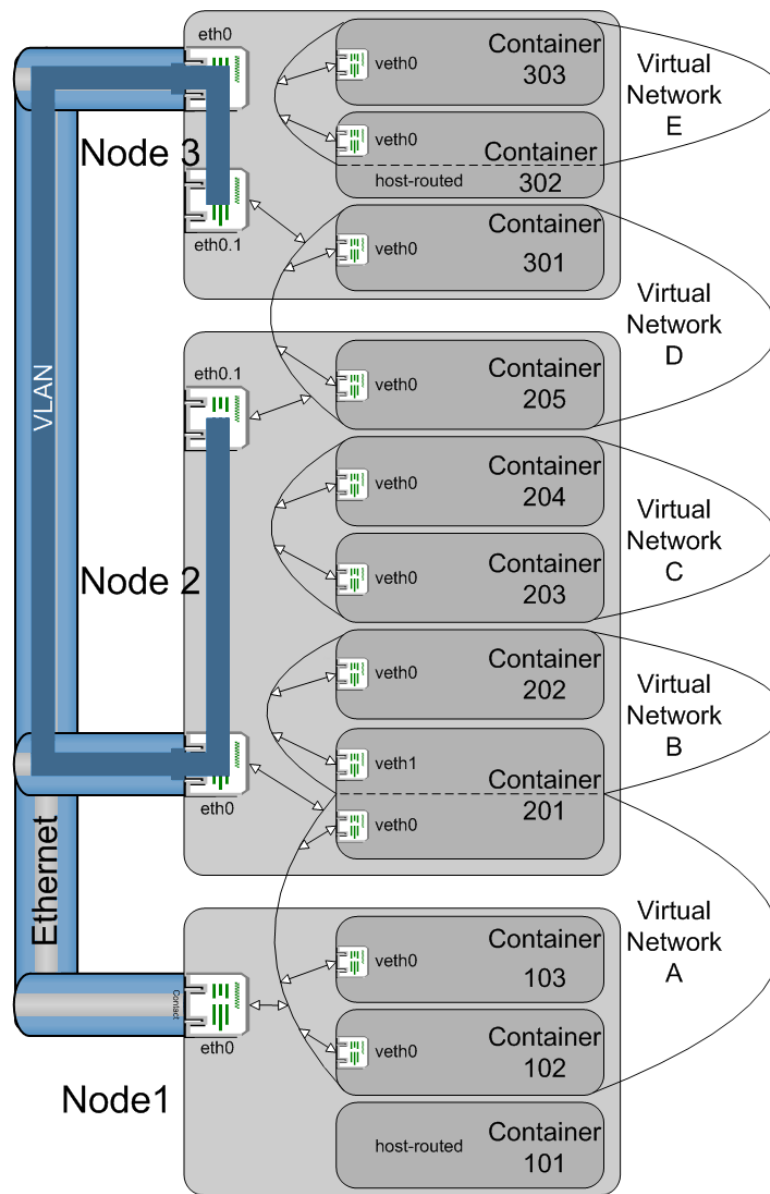 eth0
veth0
Container
303
Virtual
Network
E
Node 3
veth0
Container
302
host-routed
eth0.1
veth0
Container
301
Virtual
Network
D
eth0.1
veth0
Container
205
VLAN
veth0
Container
204
Virtual
Network
C
Node 2
veth0
Container
203
veth0
Container
202
Virtual
Network
B
veth1
Container
201
veth0
eth0
Ethernet
veth0
Container
103
Virtual
Network
A
Contact
eth0
veth0
Container
102
Node1
host-routed
Container
101